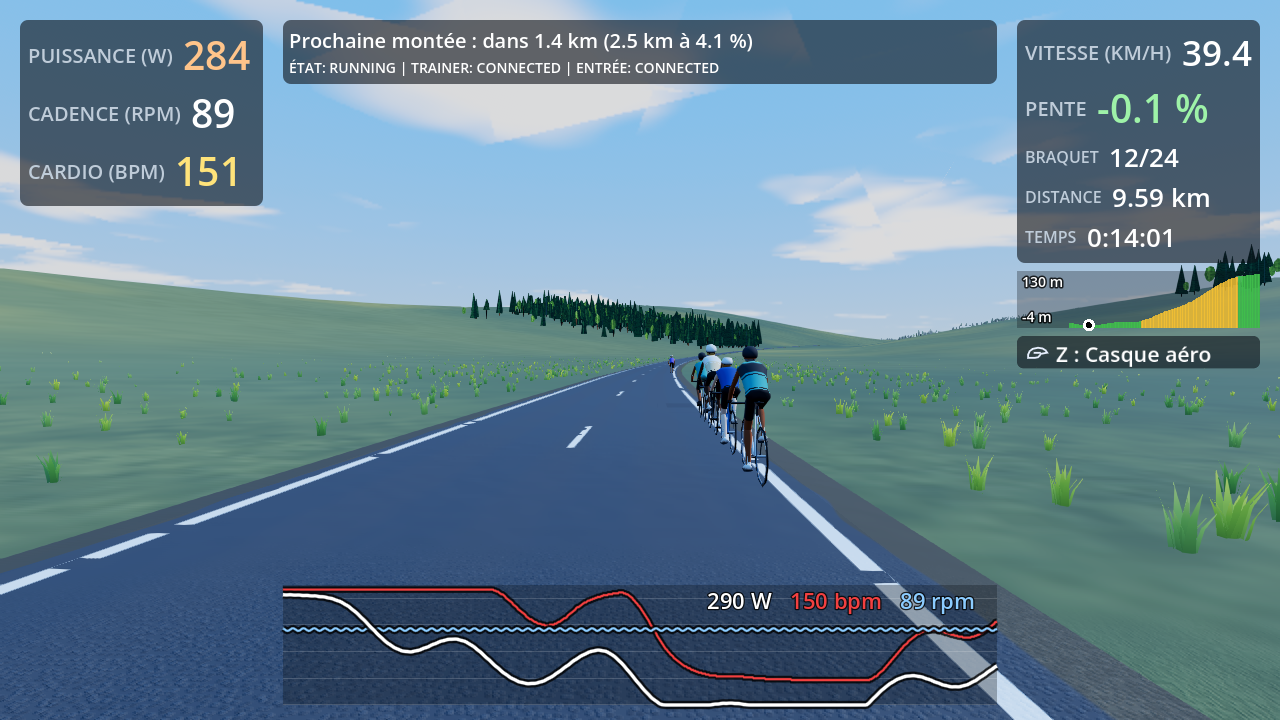 PUISSANCE (W) 284
CADENCE (RPM) 89
CARDIO (BPM) 151
Prochaine montée : dans 1.4 km (2.5 km à 4.1 %)
ÉTAT: RUNNING | TRAINER: CONNECTED | ENTRÉE: CONNECTED
VITESSE (KM/H) 39.4
PENTE -0.1 %
BRAQUET 12/24
DISTANCE 9.59 km
TEMPS 0:14:01
130 m
-4 m
Z : Casque aéro
290 W 150 bpm 89 rpm